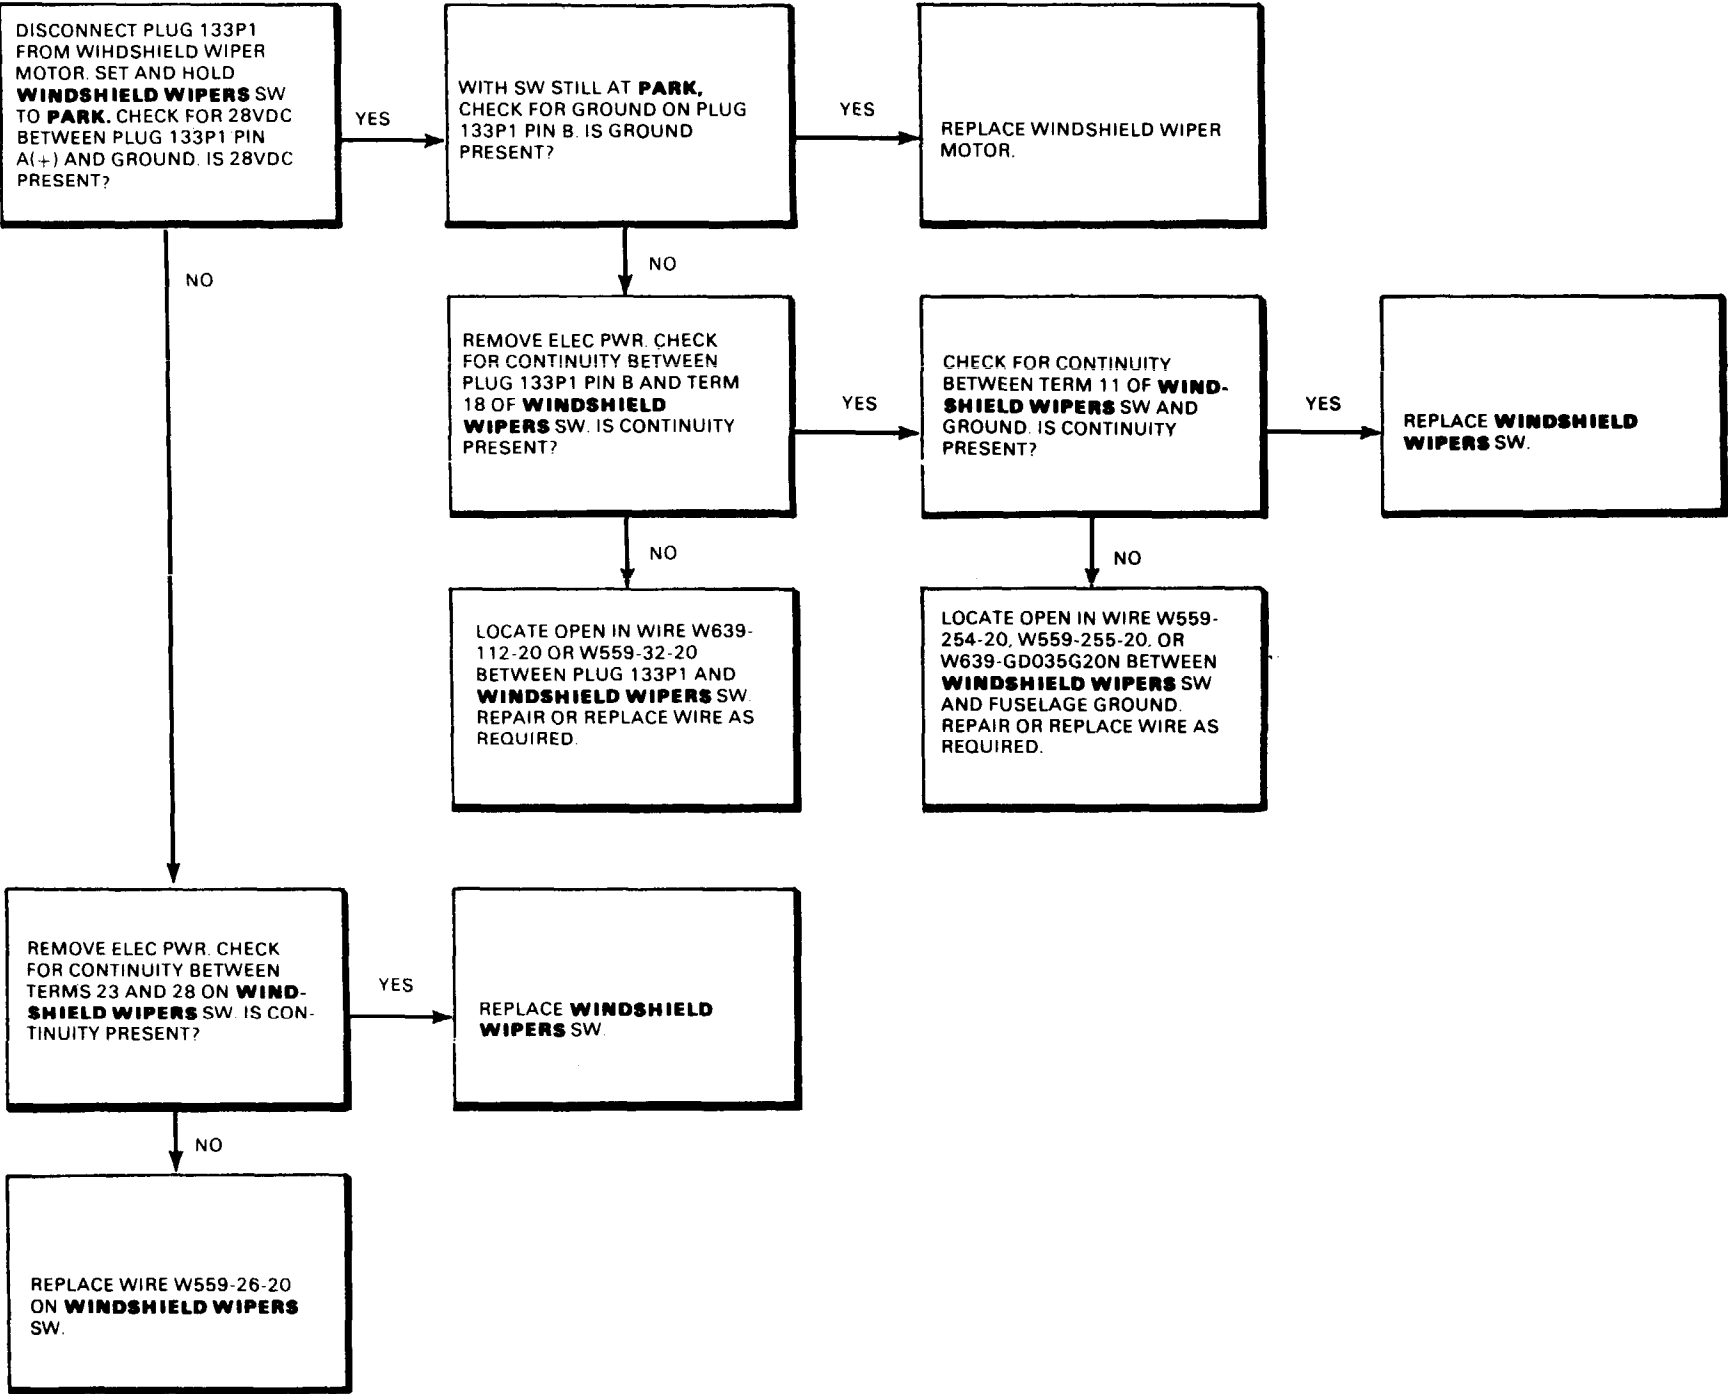 DISCONNECT PLUG 133P1
FROM WIHDSHIELD WIPER
MOTOR. SET AND HOLD
WINDSHIELD WIPERS SW
TO PARK. CHECK FOR 28VDC
BETWEEN PLUG 133P1 PIN
A(+) AND GROUND. IS 28VDC
PRESENT?
YES
WITH SW STILL AT PARK,
CHECK FOR GROUND ON PLUG
133P1 PIN B. IS GROUND
PRESENT?
YES
REPLACE WINDSHIELD WIPER
MOTOR.
NO
NO
REMOVE ELEC PWR. CHECK
FOR CONTINUITY BETWEEN
PLUG 133P1 PIN B AND TERM
18 OF WINDSHIELD
WIPERS SW. IS CONTINUITY
PRESENT?
YES
CHECK FOR CONTINUITY
BETWEEN TERM 11 OF WIND-
SHIELD WIPERS SW AND
GROUND. IS CONTINUITY
PRESENT?
YES
REPLACE WINDSHIELD
WIPERS SW.
NO
NO
LOCATE OPEN IN WIRE W639-
112-20 OR W559-32-20
BETWEEN PLUG 133P1 AND
WINDSHIELD WIPERS SW.
REPAIR OR REPLACE WIRE AS
REQUIRED.
LOCATE OPEN IN WIRE W559-
254-20, W559-255-20, OR
W639-GD035G20N BETWEEN
WINDSHIELD WIPERS SW
AND FUSELAGE GROUND.
REPAIR OR REPLACE WIRE AS
REQUIRED.
REMOVE ELEC PWR. CHECK
FOR CONTINUITY BETWEEN
TERMS 23 AND 28 ON WIND-
SHIELD WIPERS SW. IS CON-
TINUITY PRESENT?
YES
REPLACE WINDSHIELD
WIPERS SW.
NO
REPLACE WIRE W559-26-20
ON WINDSHIELD WIPERS
SW.